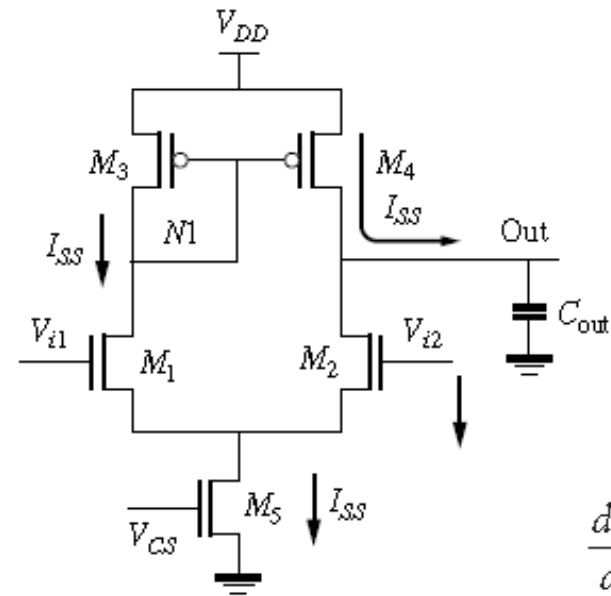 V_DD
M_3
M_4
I_SS
N1
I_SS
Out
V_i1
M_1
M_2
V_i2
C_out
V_CS
M_5
I_SS